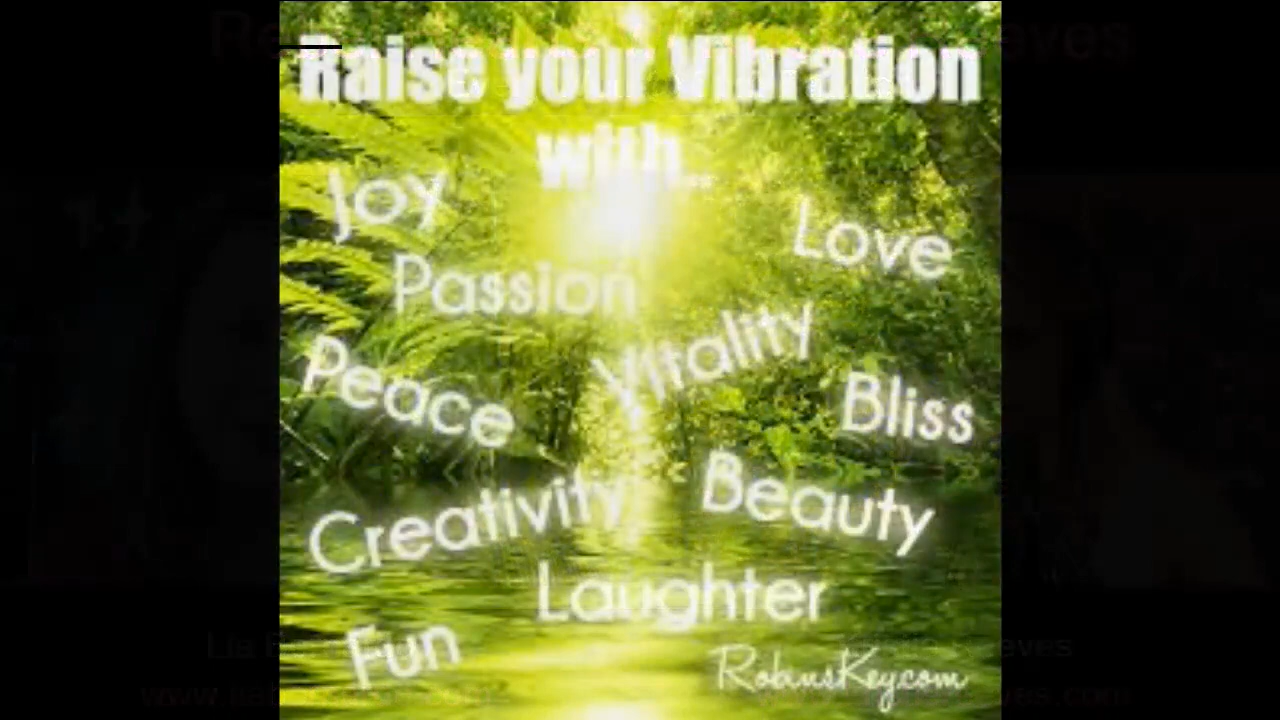 Raise your Vibration
with...
Joy
Love
Passion
Vitality
Peace
Bliss
Creativity
Beauty
Laughter
Fun
RobinsKey.com